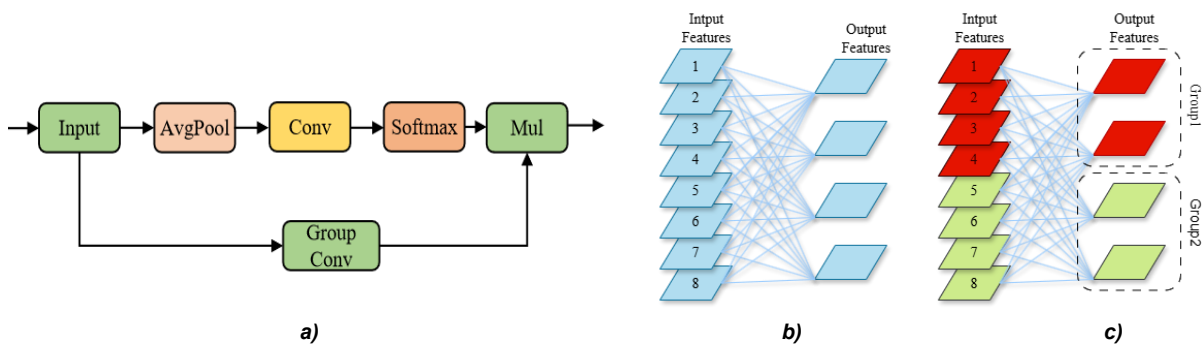 Input
AvgPool
Conv
Softmax
Mul
Group
Conv
a)
Intput
Features
Output
Features
1
2
3
4
5
6
7
8
b)
Intput
Features
Output
Features
1
2
3
4
5
6
7
8
Group1
Group2
c)